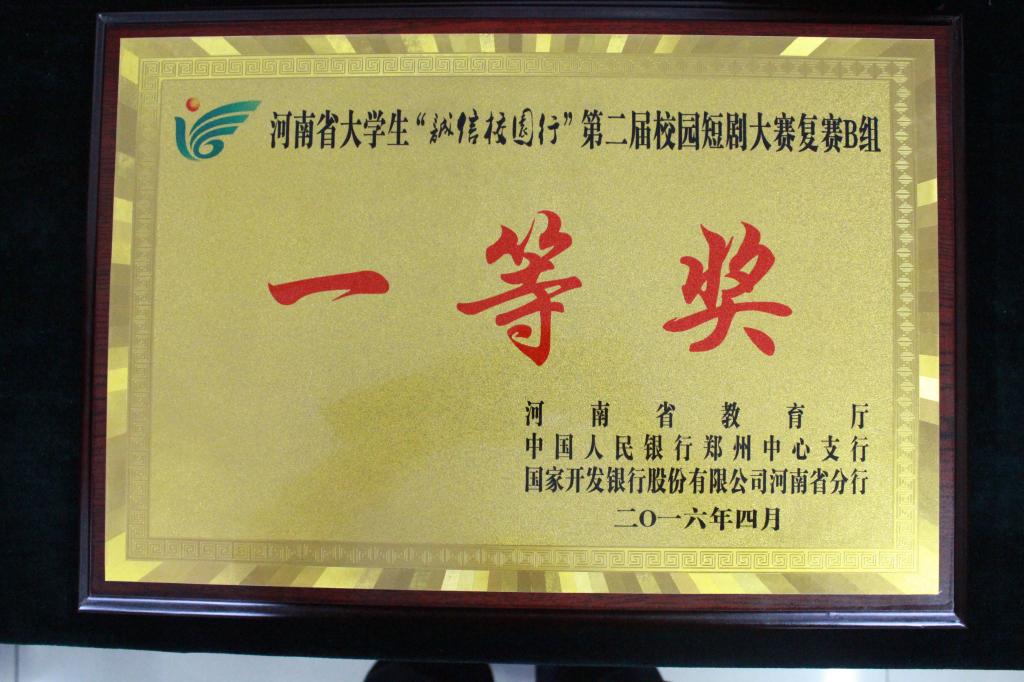 河南省大学生“誠信校園行”第二届校园短剧大赛复赛B组
一等奖
河南省教育厅
中国人民银行郑州中心支行
国家开发银行股份有限公司河南省分行
二O一六年四月